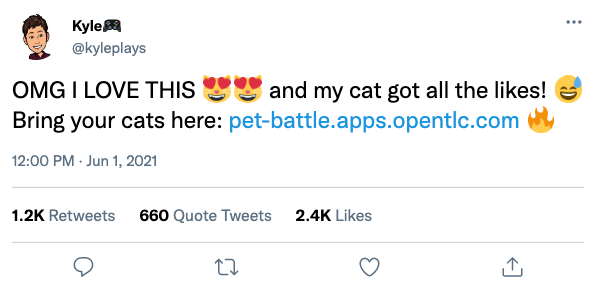 Kyle🎮
@kyleplays
OMG I LOVE THIS 😻😻 and my cat got all the likes! 😅
Bring your cats here: pet-battle.apps.opentlc.com 🔥
12:00 PM · Jun 1, 2021
1.2K Retweets 660 Quote Tweets 2.4K Likes